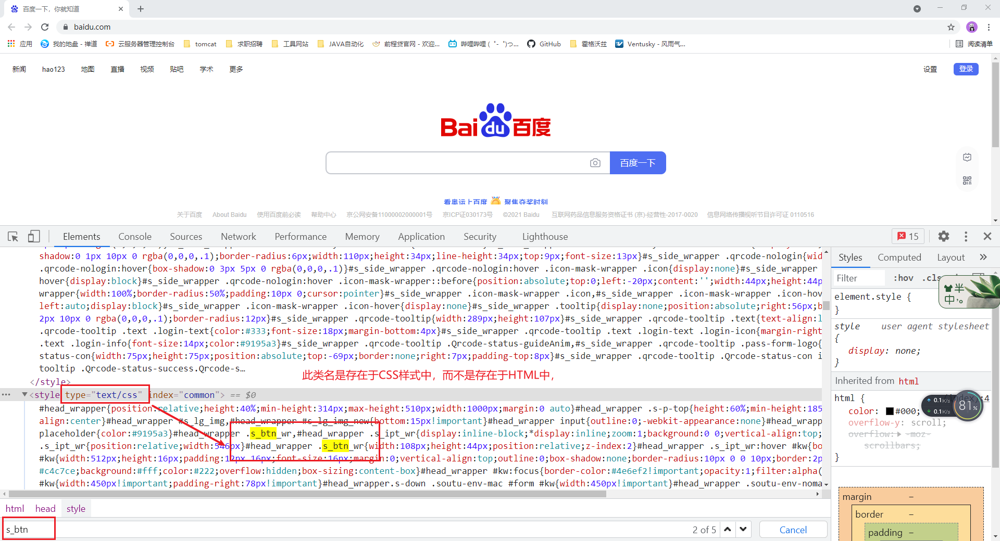 百度一下，你就知道
baidu.com
应用 我的地盘 - 禅道 云服务器管理控制台 tomcat 求职招聘 工具网站 JAVA自动化 前程贷官网 - 欢迎... 哔哩哔哩 ( ゜- ゜)つ... GitHub 霍格沃兹 Ventusky - 风雨气... 阅读清单
新闻 hao123 地图 直播 视频 贴吧 学术 更多 设置 登录
Bai du 百度
百度一下
看奥运上百度 聚焦夺奖时刻
关于百度 About Baidu 使用百度前必读 帮助中心 京公网安备11000002000001号 京ICP证030173号 ©2021 Baidu 互联网药品信息服务资格证书 (京)-经营性-2017-0020 信息网络传播视听节目许可证 0110516
Elements Console Sources Network Performance Memory Application Security Lighthouse 15
shadow:0 1px 10px 0 rgba(0,0,0,.1);border-radius:6px;width:110px;height:34px;line-height:34px;top:9px;font-size:13px}#s_side_wrapper .qrcode-nologin{wid
.qrcode-nologin:hover{box-shadow:0 3px 5px 0 rgba(0,0,0,.1)}#s_side_wrapper .qrcode-nologin:hover .icon-mask-wrapper .icon{display:none}#s_side_wrapper
hover{display:block}#s_side_wrapper .qrcode-nologin:hover .icon-mask-wrapper::before{position:absolute;top:0;left:-20px;content:'';width:44px;height:44p
wrapper{width:100%;border-radius:50%;padding:10px 0;cursor:pointer}#s_side_wrapper .icon-mask-wrapper .icon,#s_side_wrapper .icon-mask-wrapper .icon-hov
left:auto;display:block}#s_side_wrapper .icon-mask-wrapper .icon-hover{display:none}#s_side_wrapper .tooltip{display:none;position:absolute;right:56px;b
2px 10px 0 rgba(0,0,0,.1);border-radius:12px}#s_side_wrapper .qrcode-tooltip{width:289px;height:107px}#s_side_wrapper .qrcode-tooltip .text{text-align:l
.qrcode-tooltip .text .login-text{color:#333;font-size:18px;margin-bottom:4px}#s_side_wrapper .qrcode-tooltip .text .login-text .login-icon{margin-right
.text .login-info{font-size:14px;color:#9195a3}#s_side_wrapper .qrcode-tooltip .Qrcode-status-guideAnim,#s_side_wrapper .qrcode-tooltip .pass-form-logo{
status-con{width:75px;height:75px;position:absolute;top:-69px;border:none;right:7px;padding-top:8px}#s_side_wrapper .qrcode-tooltip .Qrcode-status-con i
tooltip .Qrcode-status-success.Qrcode-s…
此类名是存在于CSS样式中，而不是存在于HTML中，
</style>
<style type="text/css" index="common"> == $0
#head_wrapper{position:relative;height:40%;min-height:314px;max-height:510px;width:1000px;margin:0 auto}#head_wrapper .s-p-top{height:60%;min-height:185
align:center}#head_wrapper #s_lg_img,#head_wrapper #s_lg_img_new{bottom:15px!important}#head_wrapper input{outline:0;-webkit-appearance:none}#head_wrapp
placeholder{color:#9195a3}#head_wrapper .s_btn_wr,#head_wrapper .s_ipt_wr{display:inline-block;*display:inline;zoom:1;background:0 0;vertical-align:top;
.s_ipt_wr{position:relative;width:546px}#head_wrapper .s_btn_wr{width:108px;height:44px;position:relative;z-index:2}#head_wrapper .s_ipt_wr:hover #kw{bo
#kw{width:512px;height:16px;padding:12px 16px;font-size:16px;margin:0;vertical-align:top;outline:0;box-shadow:none;border-radius:10px 0 0 10px;border:2p
#c4c7ce;background:#fff;color:#222;overflow:hidden;box-sizing:content-box}#head_wrapper #kw:focus{border-color:#4e6ef2!important;opacity:1;filter:alpha(
#kw{width:450px!important;padding-right:78px!important}#head_wrapper.s-down .soutu-env-mac #form #kw{width:450px!important}#head_wrapper .soutu-env-noma
html head style
s_btn 2 of 5 Cancel
Styles Computed Layout
Filter :hov .cls
半
中
element.style {
}
style user agent stylesheet
{
display: none;
}
Inherited from html
html { (index):4
color: #000;
overflow-y: scroll;
overflow: -moz-
scrollbars;
}
0.1K/s
0.1K/s
81%
margin –
border –
padding –